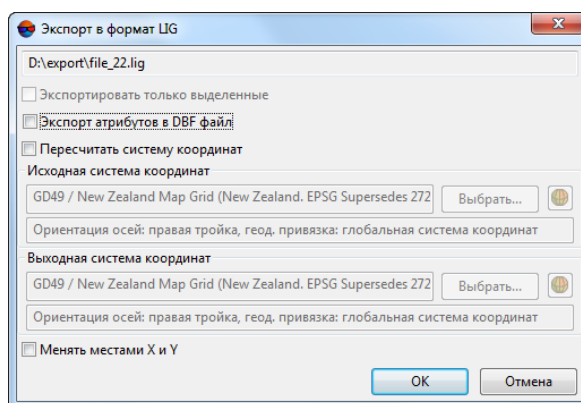 Экспорт в формат LIG
D:\export\file_22.lig
Экспортировать только выделенные
Экспорт атрибутов в DBF файл
Пересчитать систему координат
Исходная система координат
GD49 / New Zealand Map Grid (New Zealand. EPSG Supersedes 272
Выбрать...
Ориентация осей: правая тройка, геод. привязка: глобальная система координат
Выходная система координат
GD49 / New Zealand Map Grid (New Zealand. EPSG Supersedes 272
Выбрать...
Ориентация осей: правая тройка, геод. привязка: глобальная система координат
Менять местами X и Y
OK
Отмена